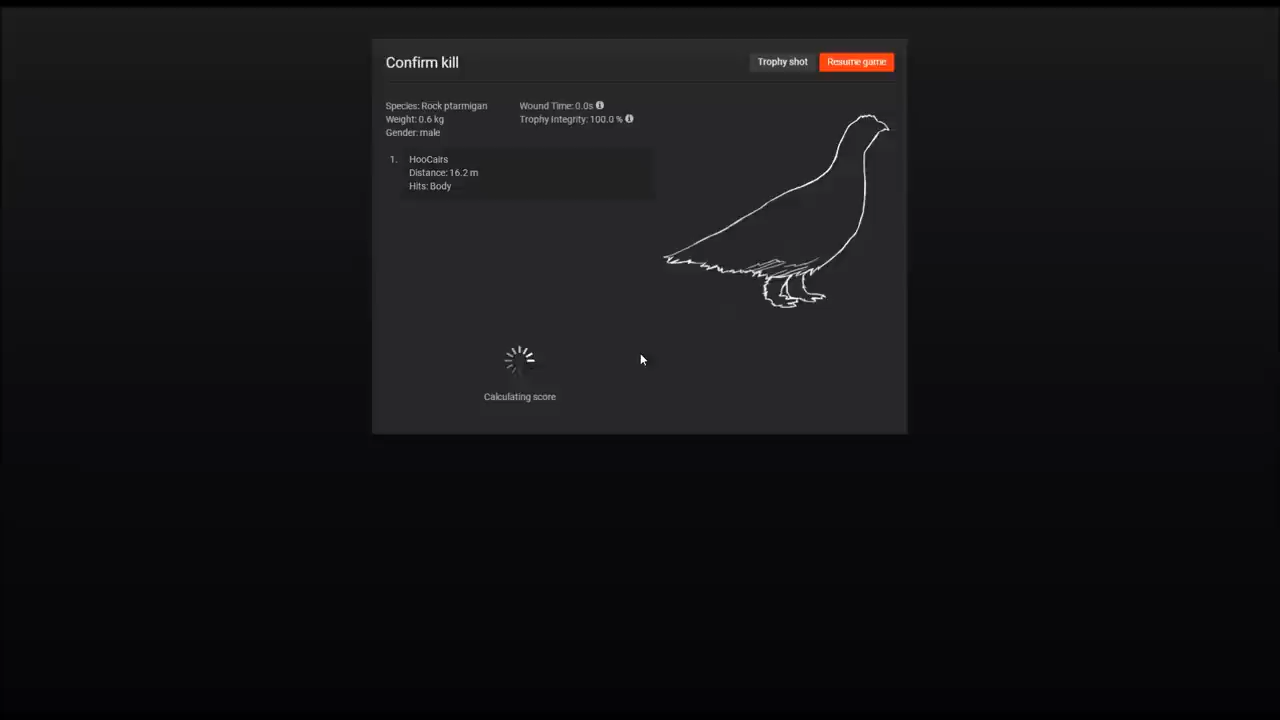 Confirm kill
Trophy shot
Resume game
Species: Rock ptarmigan
Weight: 0.6 kg
Gender: male
Wound Time: 0.0s
Trophy Integrity: 100.0 %
1.
HooCairs
Distance: 16.2 m
Hits: Body
Calculating score